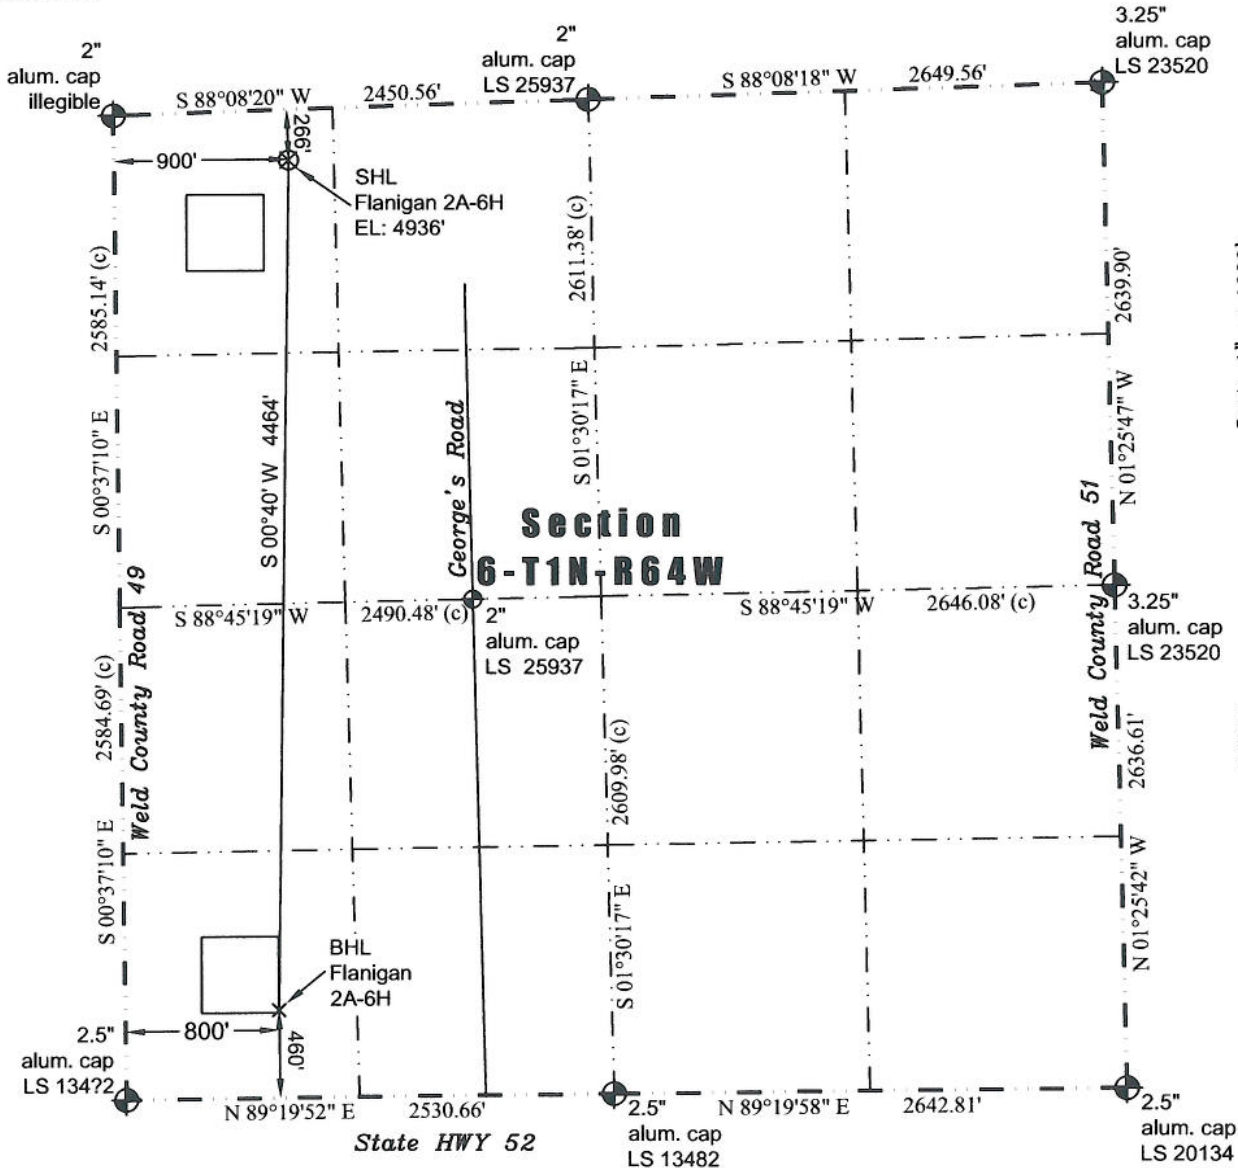 2"
alum. cap
illegible
S 88°08'20" W
2450.56'
2"
alum. cap
LS 25937
S 88°08'18" W
2649.56'
3.25"
alum. cap
LS 23520
266'
900'
SHL
Flanigan 2A-6H
EL: 4936'
2585.14' (c)
S 00°37'10" E
S 00°40' W 4464'
George's Road
2611.38' (c)
S 01°30'17" E
2639.90'
N 01°25'47" W
Section
6-T1N-R64W
Weld County Road 49
S 88°45'19" W
2490.48' (c)
2"
alum. cap
LS 25937
S 88°45'19" W
2646.08' (c)
Weld County Road 51
3.25"
alum. cap
LS 23520
2584.69' (c)
S 00°37'10" E
2609.98' (c)
S 01°30'17" E
2636.61'
N 01°25'42" W
BHL
Flanigan
2A-6H
800'
460'
2.5"
alum. cap
LS 13472
N 89°19'52" E
2530.66'
State HWY 52
2.5"
alum. cap
LS 13482
N 89°19'58" E
2642.81'
2.5"
alum. cap
LS 20134